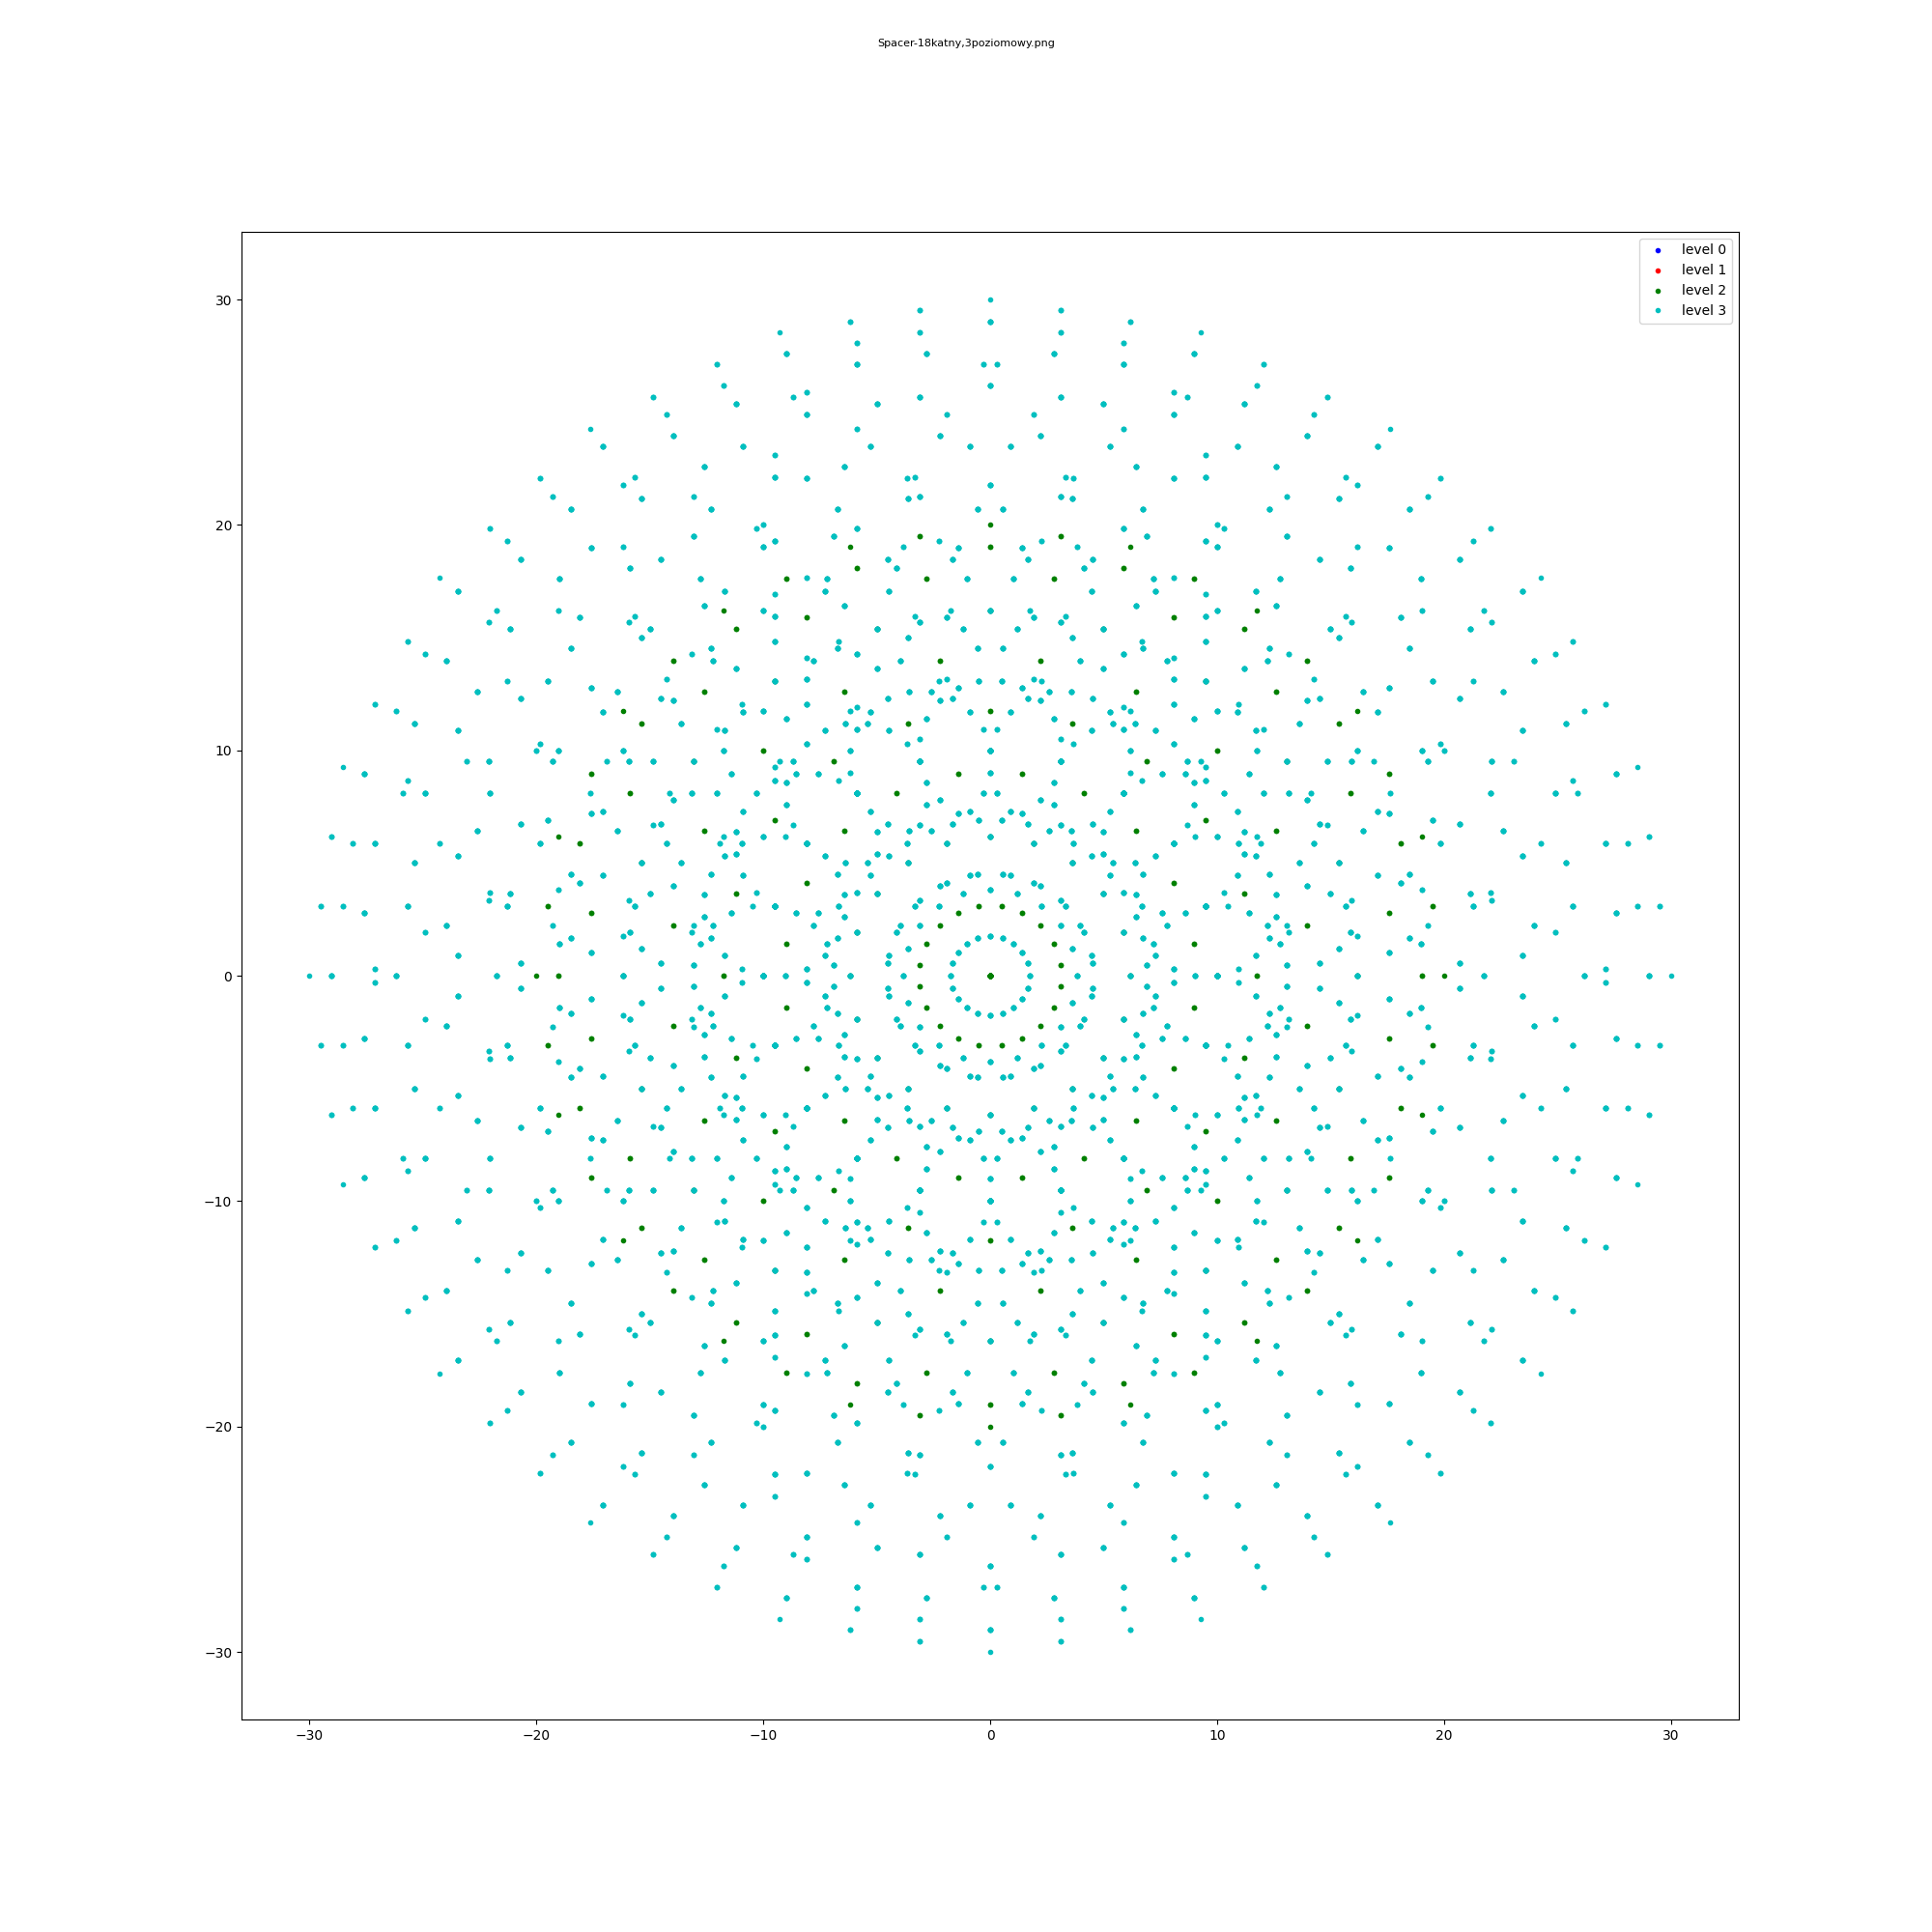 Spacer-18katny,3poziomowy.png
level 0
level 1
level 2
level 3
30
20
10
0
−10
−20
−30
−30 −20 −10 0 10 20 30